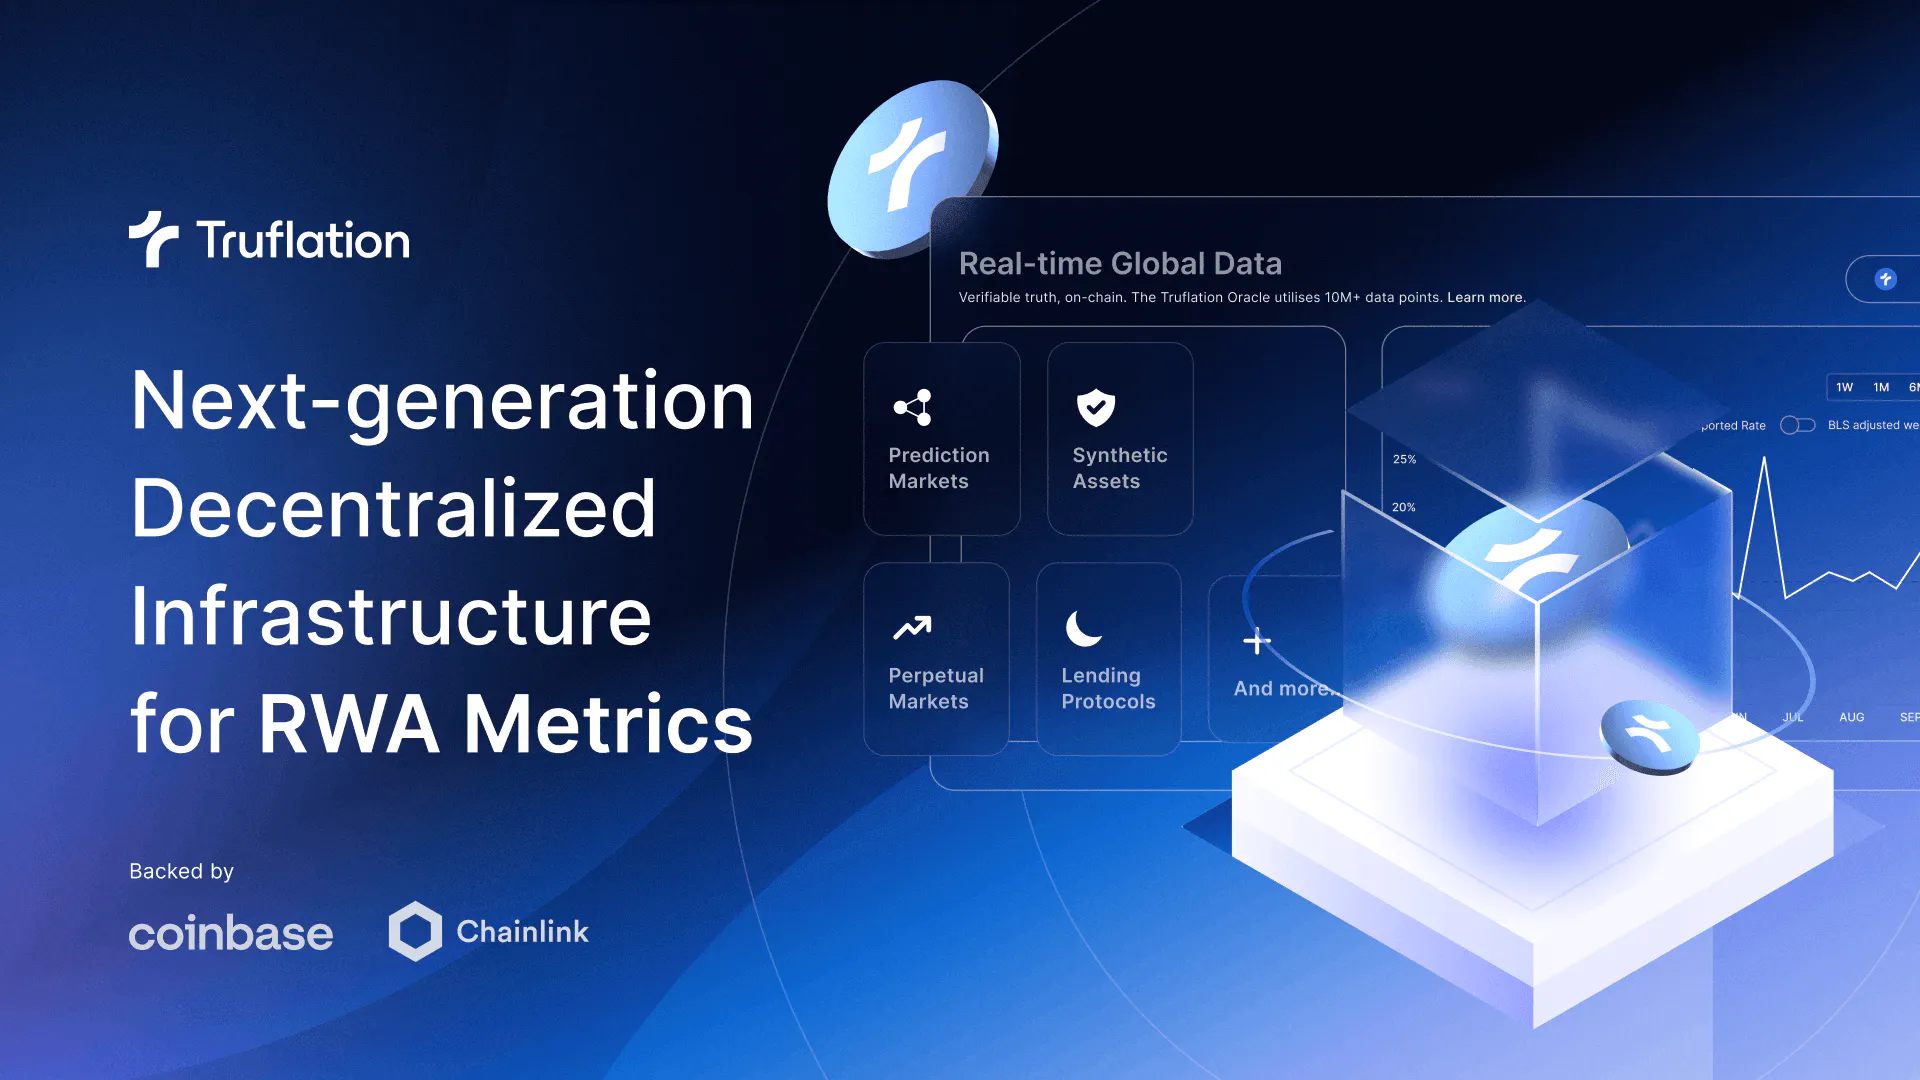 Truflation
Next-generation
Decentralized
Infrastructure
for RWA Metrics
Backed by
coinbase
Chainlink
Real-time Global Data
Verifiable truth, on-chain. The Truflation Oracle utilises 10M+ data points. Learn more.
Prediction
Markets
Synthetic
Assets
Perpetual
Markets
Lending
Protocols
And more..
1W 1M
Rate BLS adjusted
25%
20%
JUL AUG SEP